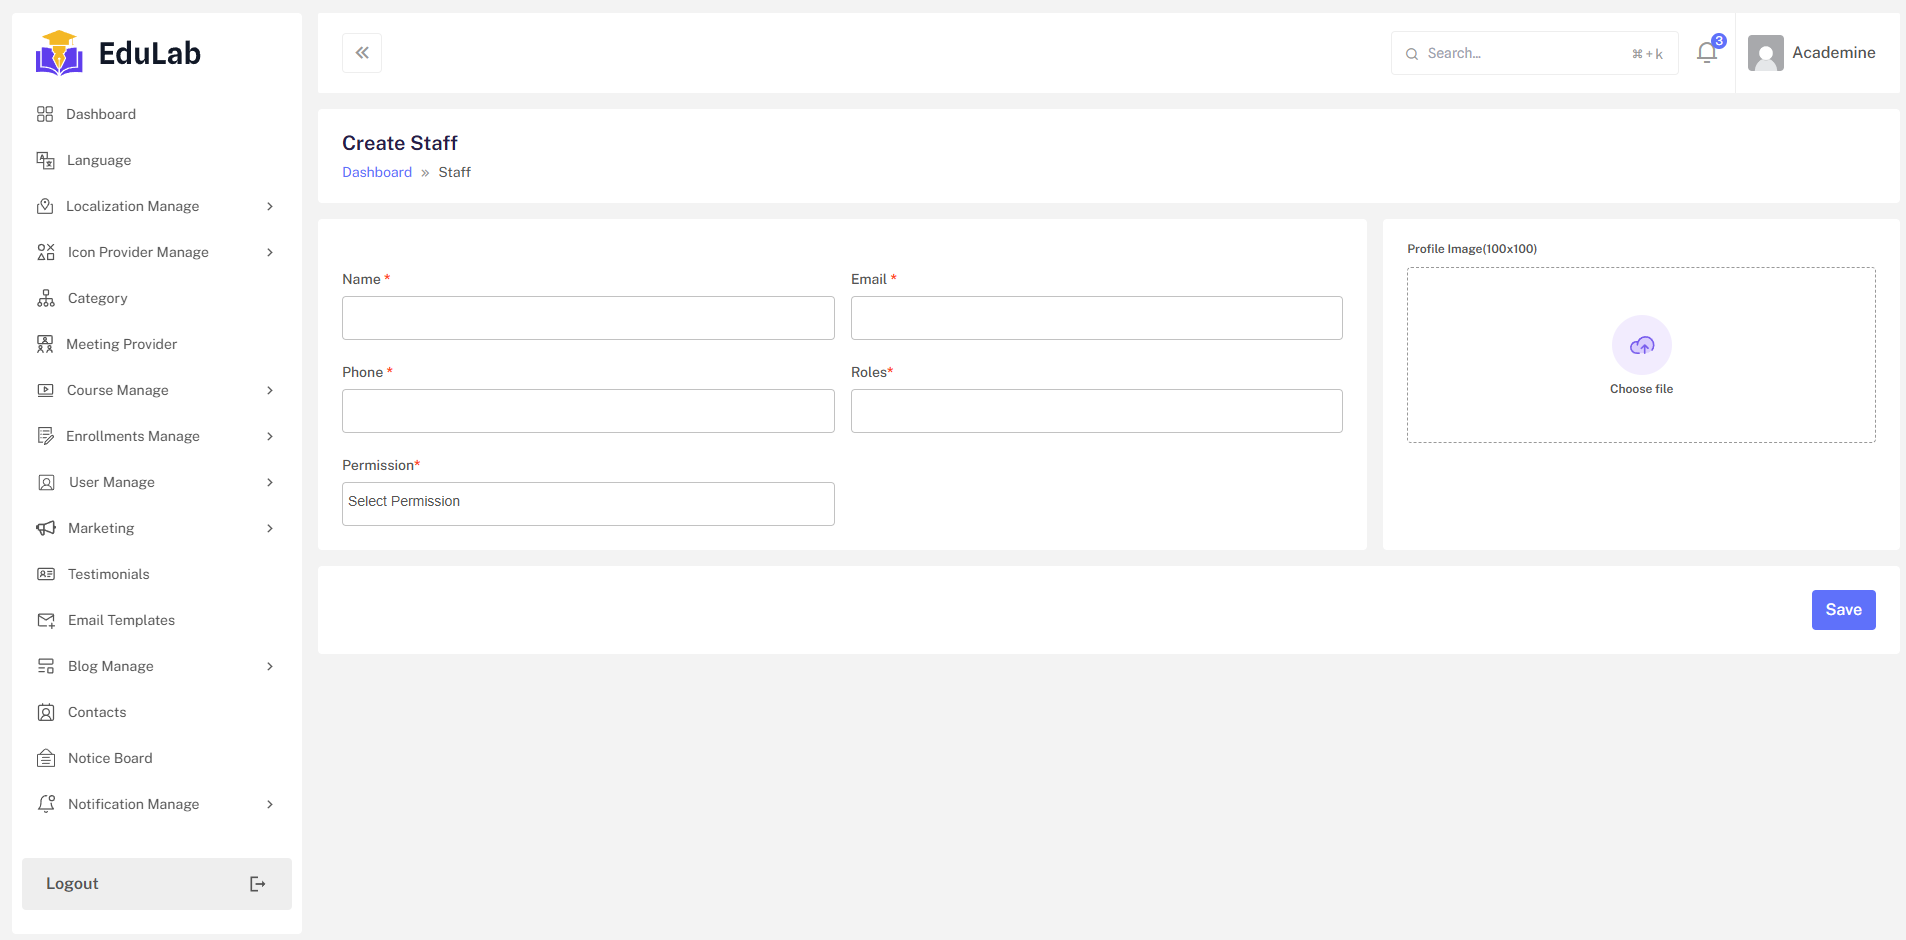 EduLab
Dashboard
Language
Localization Manage
Icon Provider Manage
Category
Meeting Provider
Course Manage
Enrollments Manage
User Manage
Marketing
Testimonials
Email Templates
Blog Manage
Contacts
Notice Board
Notification Manage
Logout
Search... ⌘+k
3
Academine
Create Staff
Dashboard » Staff
Name * Email *
Phone * Roles*
Permission*
Select Permission
Profile Image(100x100)
Choose file
Save